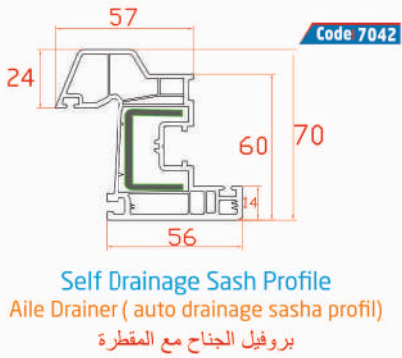 57
Code 7042
24
60
70
14
56
Self Drainage Sash Profile
Aile Drainer ( auto drainage sasha profil)
بروفيل الجناح مع المقطرة